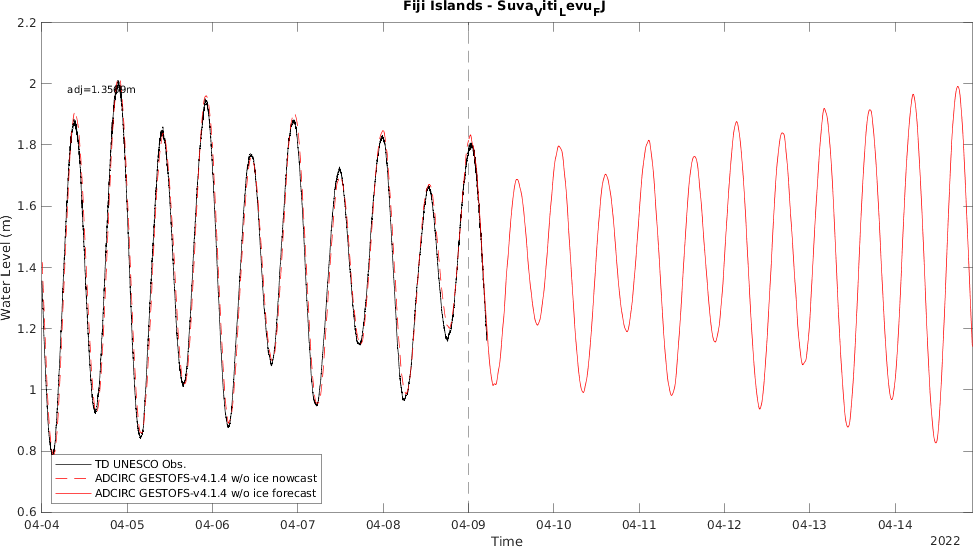 Fiji Islands - Suva_Viti_Levu_FJ
2.2
2
1.8
1.6
1.4
1.2
1
0.8
0.6
Water Level (m)
adj=1.3509m
TD UNESCO Obs.
ADCIRC GESTOFS-v4.1.4 w/o ice nowcast
ADCIRC GESTOFS-v4.1.4 w/o ice forecast
04-04 04-05 04-06 04-07 04-08 04-09 04-10 04-11 04-12 04-13 04-14
Time
2022